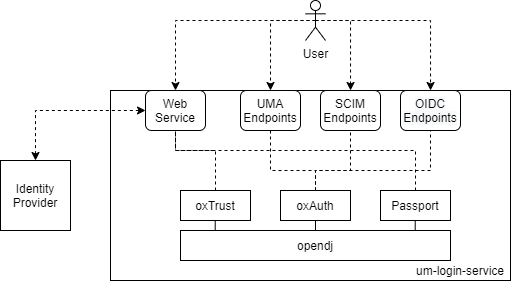 User
Web
Service
UMA
Endpoints
SCIM
Endpoints
OIDC
Endpoints
Identity
Provider
oxTrust
oxAuth
Passport
opendj
um-login-service